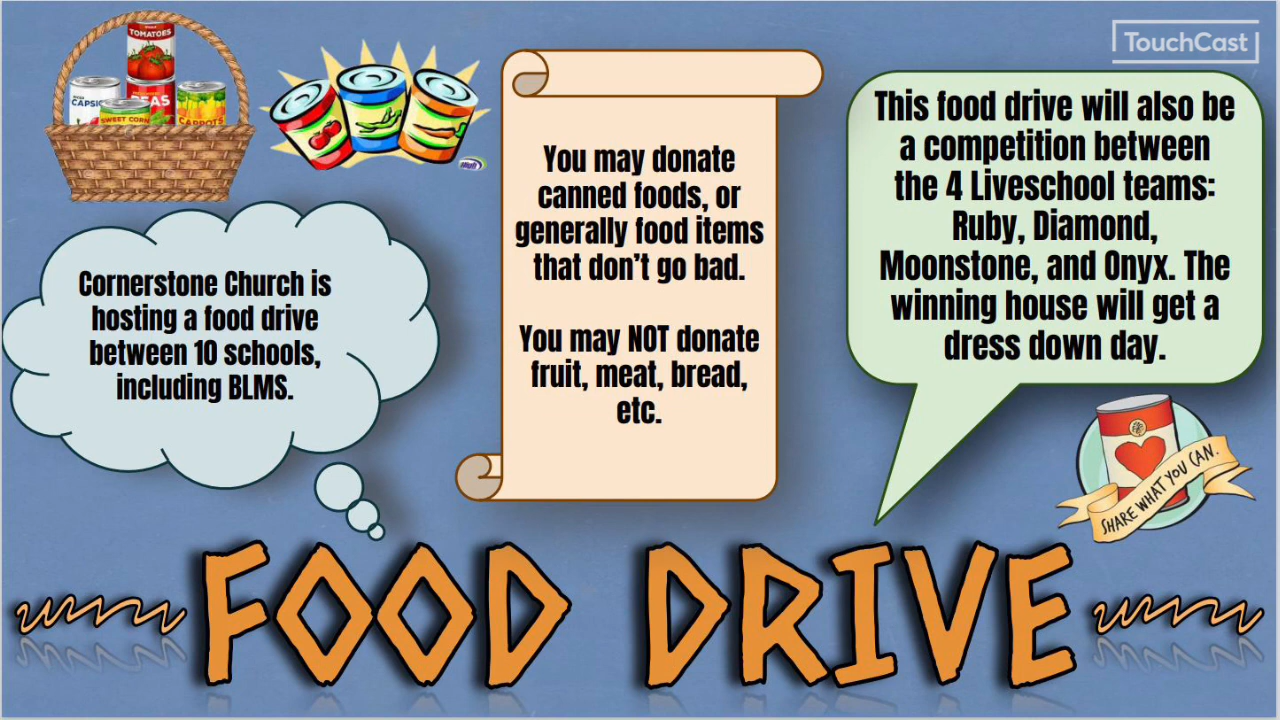 TouchCast
TOMATOES
CAPSIC
PEAS
SWEET CORN
CARROTS
Cornerstone Church is
hosting a food drive
between 10 schools,
including BLMS.
You may donate
canned foods, or
generally food items
that don’t go bad.
You may NOT donate
fruit, meat, bread,
etc.
This food drive will also be
a competition between
the 4 Liveschool teams:
Ruby, Diamond,
Moonstone, and Onyx. The
winning house will get a
dress down day.
SHARE WHAT YOU CAN.
FOOD DRIVE